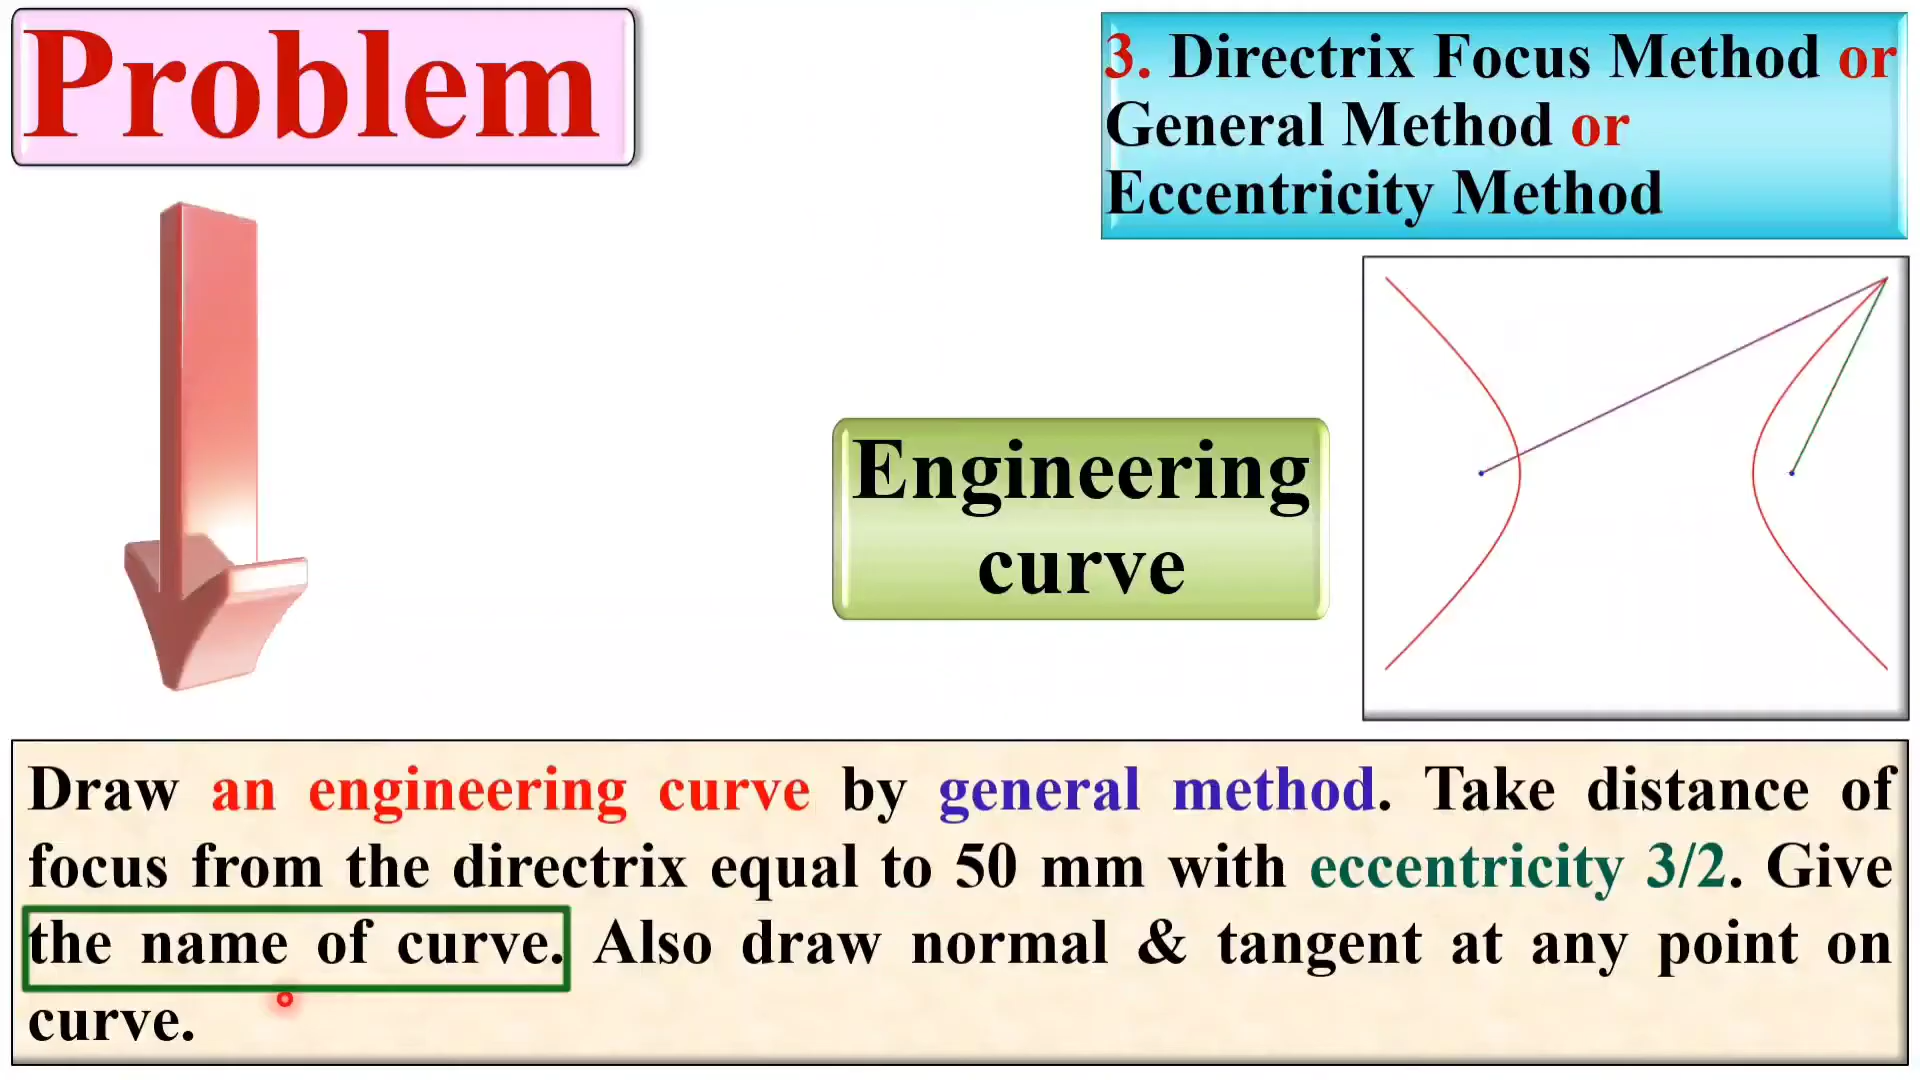 Problem
3. Directrix Focus Method or
General Method or
Eccentricity Method
Engineering
curve
Draw an engineering curve by general method. Take distance of
focus from the directrix equal to 50 mm with eccentricity 3/2. Give
the name of curve. Also draw normal & tangent at any point on
curve.